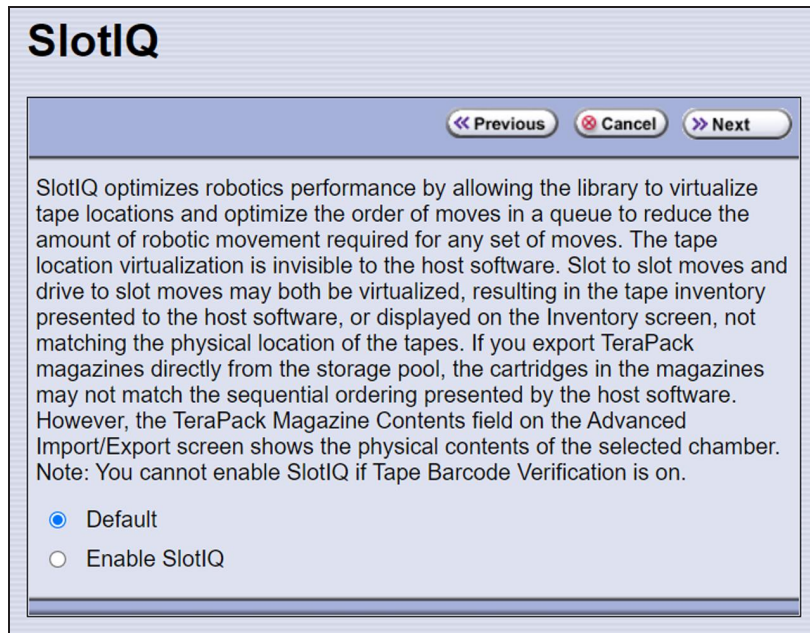 SlotIQ
Previous
Cancel
Next
SlotIQ optimizes robotics performance by allowing the library to virtualize
tape locations and optimize the order of moves in a queue to reduce the
amount of robotic movement required for any set of moves. The tape
location virtualization is invisible to the host software. Slot to slot moves and
drive to slot moves may both be virtualized, resulting in the tape inventory
presented to the host software, or displayed on the Inventory screen, not
matching the physical location of the tapes. If you export TeraPack
magazines directly from the storage pool, the cartridges in the magazines
may not match the sequential ordering presented by the host software.
However, the TeraPack Magazine Contents field on the Advanced
Import/Export screen shows the physical contents of the selected chamber.
Note: You cannot enable SlotIQ if Tape Barcode Verification is on.
Default
Enable SlotIQ